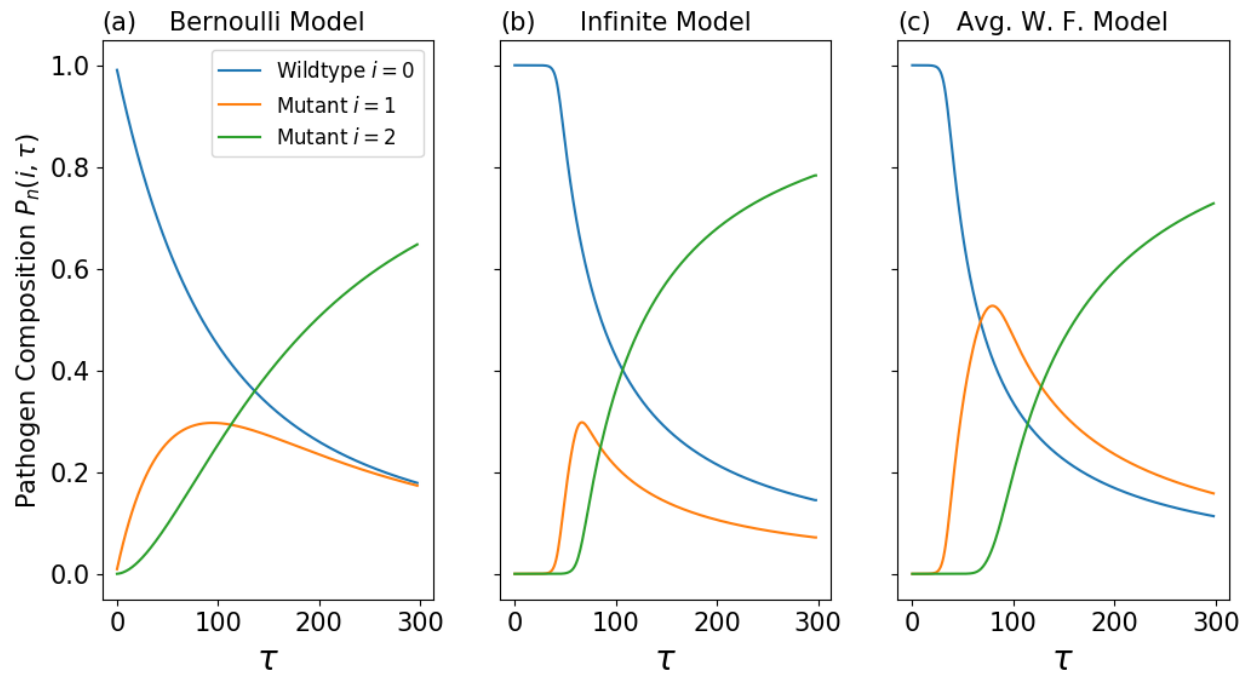 (a) Bernoulli Model
(b) Infinite Model
(c) Avg. W. F. Model
Pathogen Composition Pₙ(i, τ)
1.0
0.8
0.6
0.4
0.2
0.0
Wildtype i = 0
Mutant i = 1
Mutant i = 2
0 100 200 300
0 100 200 300
0 100 200 300
τ
τ
τ